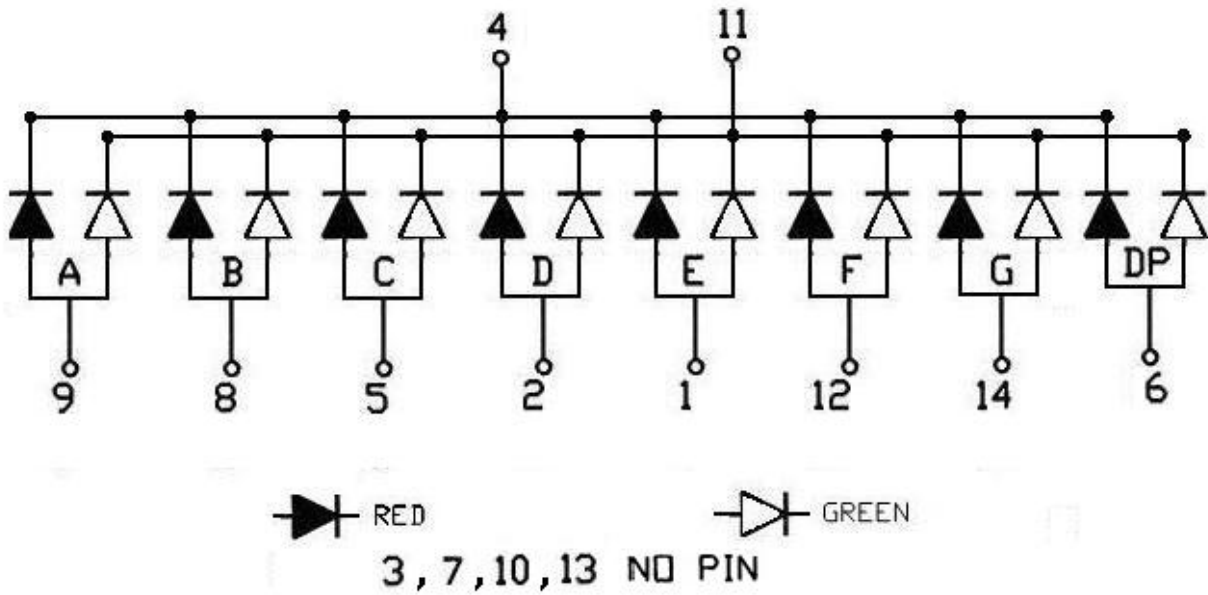 4 11
A B C D E F G DP
9 8 5 2 1 12 14 6
RED GREEN
3,7,10,13 NO PIN